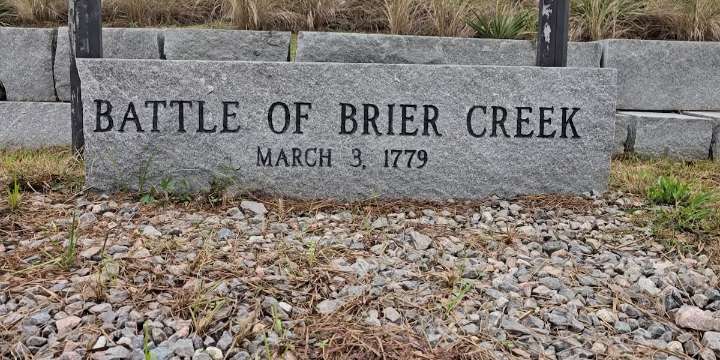 BATTLE OF BRIER CREEK
MARCH 3, 1779